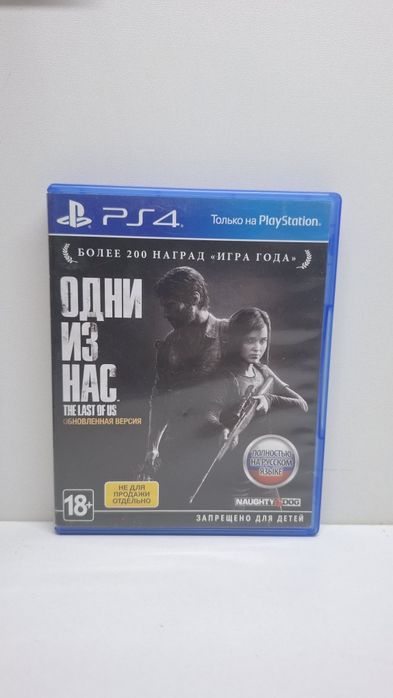 PS4
Только на PlayStation®
БОЛЕЕ 200 НАГРАД «ИГРА ГОДА»
ОДНИ
ИЗ
НАС
THE LAST OF US
ОБНОВЛЕННАЯ ВЕРСИЯ
ПОЛНОСТЬЮ
НА РУССКОМ
ЯЗЫКЕ
НЕ ДЛЯ
ПРОДАЖИ
ОТДЕЛЬНО
18+
NAUGHTY DOG
ЗАПРЕЩЕНО ДЛЯ ДЕТЕЙ